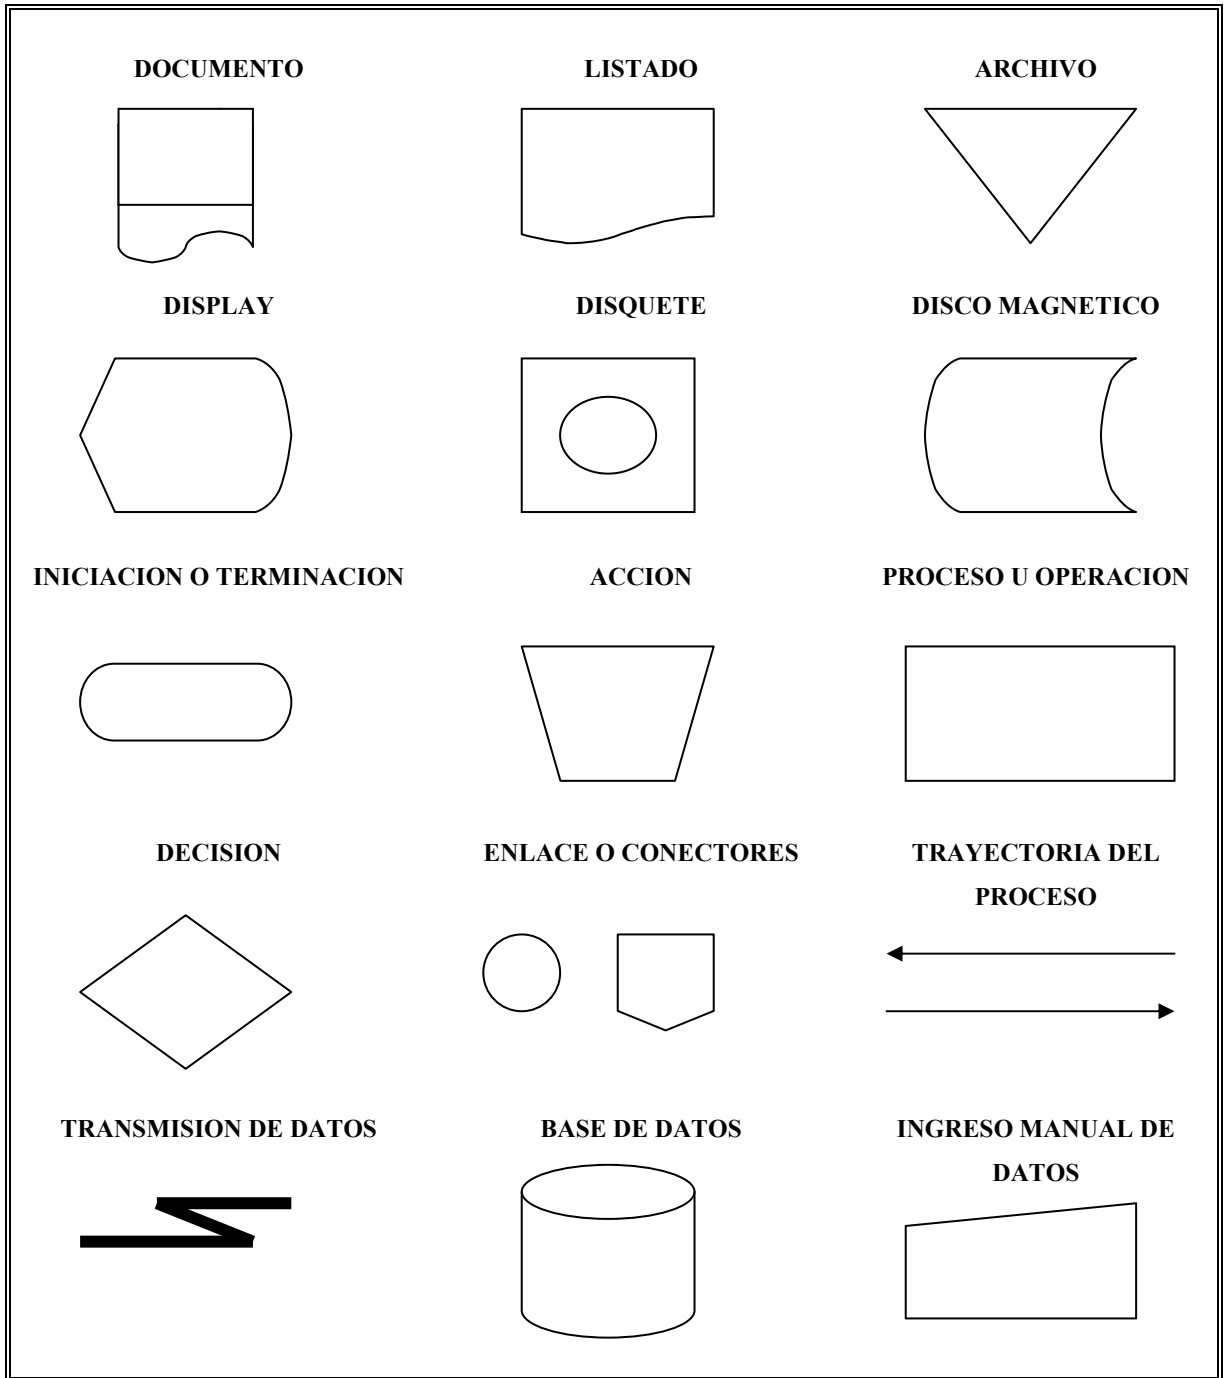 DOCUMENTO
LISTADO
ARCHIVO
DISPLAY
DISQUETE
DISCO MAGNETICO
INICIACION O TERMINACION
ACCION
PROCESO U OPERACION
DECISION
ENLACE O CONECTORES
TRAYECTORIA DEL
PROCESO
TRANSMISION DE DATOS
BASE DE DATOS
INGRESO MANUAL DE
DATOS